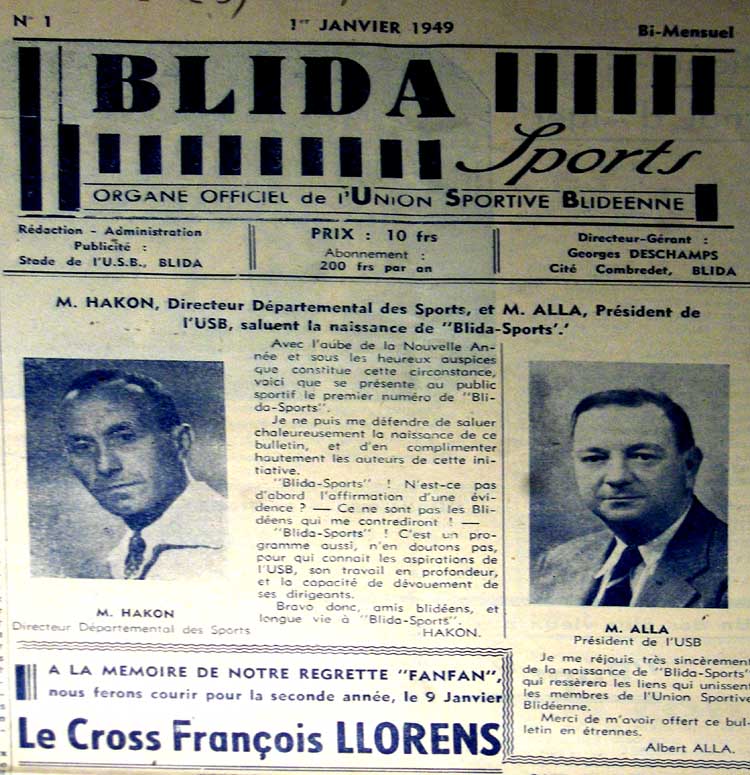 N° 1
1er JANVIER 1949
Bi-Mensuel
BLIDA
Sports
ORGANE OFFICIEL de l'UNION SPORTIVE BLIDEENNE
Rédaction - Administration
Publicité :
Stade de l'U.S.B., BLIDA
PRIX : 10 frs
Abonnement :
200 frs par an
Directeur-Gérant :
Georges DESCHAMPS
Cité Combredet, BLIDA
M. HAKON, Directeur Départemental des Sports, et M. ALLA, Président de
l'USB, saluent la naissance de "Blida-Sports'.'
Avec l'aube de la Nouvelle An-
née et sous les heureux auspices
que constitue cette circonstance,
voici que se présente au public
sportif le premier numéro de "Bli-
da-Sports".
Je ne puis me défendre de saluer
chaleureusement la naissance de ce
bulletin, et d'en complimenter
hautement les auteurs de cette ini-
tiative.
"Blida-Sports" ! N'est-ce pas
d'abord l'affirmation d'une évi-
dence ? — Ce ne sont pas les Bli-
déens qui me contrediront ! —
"Blida-Sports" ! C'est un pro-
gramme aussi, n'en doutons pas,
pour qui connait les aspirations de
l'USB, son travail en profondeur,
et la capacité de dévouement de
ses dirigeants.
Bravo donc, amis blidéens, et
longue vie à "Blida-Sports".
HAKON.
M. HAKON
Directeur Départemental des Sports
M. ALLA
Président de l'USB
Je me réjouis très sincèrement
de la naissance de "Blida-Sports"
qui ressèrera les liens qui unissent
les membres de l'Union Sportive
Blidéenne.
Merci de m'avoir offert ce bul-
letin en étrennes.
Albert ALLA.
A LA MEMOIRE DE NOTRE REGRETTE "FANFAN",
nous ferons courir pour la seconde année, le 9 Janvier
Le Cross François LLORENS